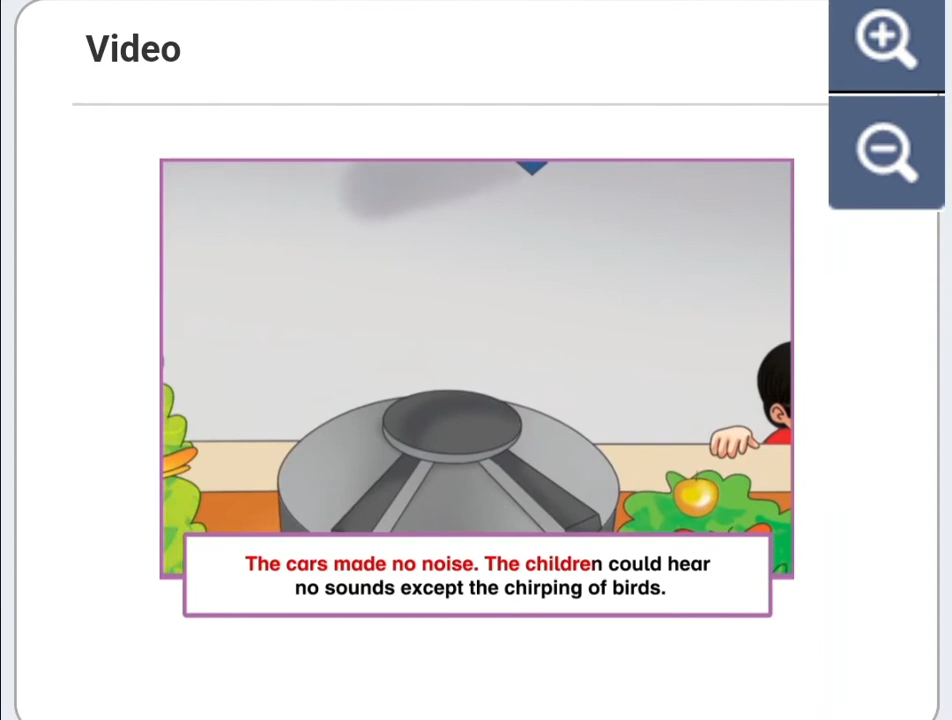 Video
The cars made no noise. The children could hear
no sounds except the chirping of birds.